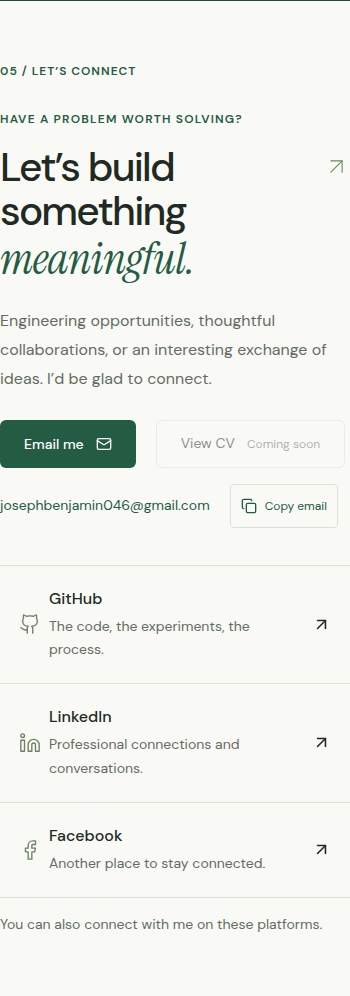 05 / LET’S CONNECT
HAVE A PROBLEM WORTH SOLVING?
Let’s build
something
meaningful.
Engineering opportunities, thoughtful
collaborations, or an interesting exchange of
ideas. I’d be glad to connect.
Email me
View CV Coming soon
josephbenjamin046@gmail.com
Copy email
GitHub
The code, the experiments, the
process.
LinkedIn
Professional connections and
conversations.
Facebook
Another place to stay connected.
You can also connect with me on these platforms.